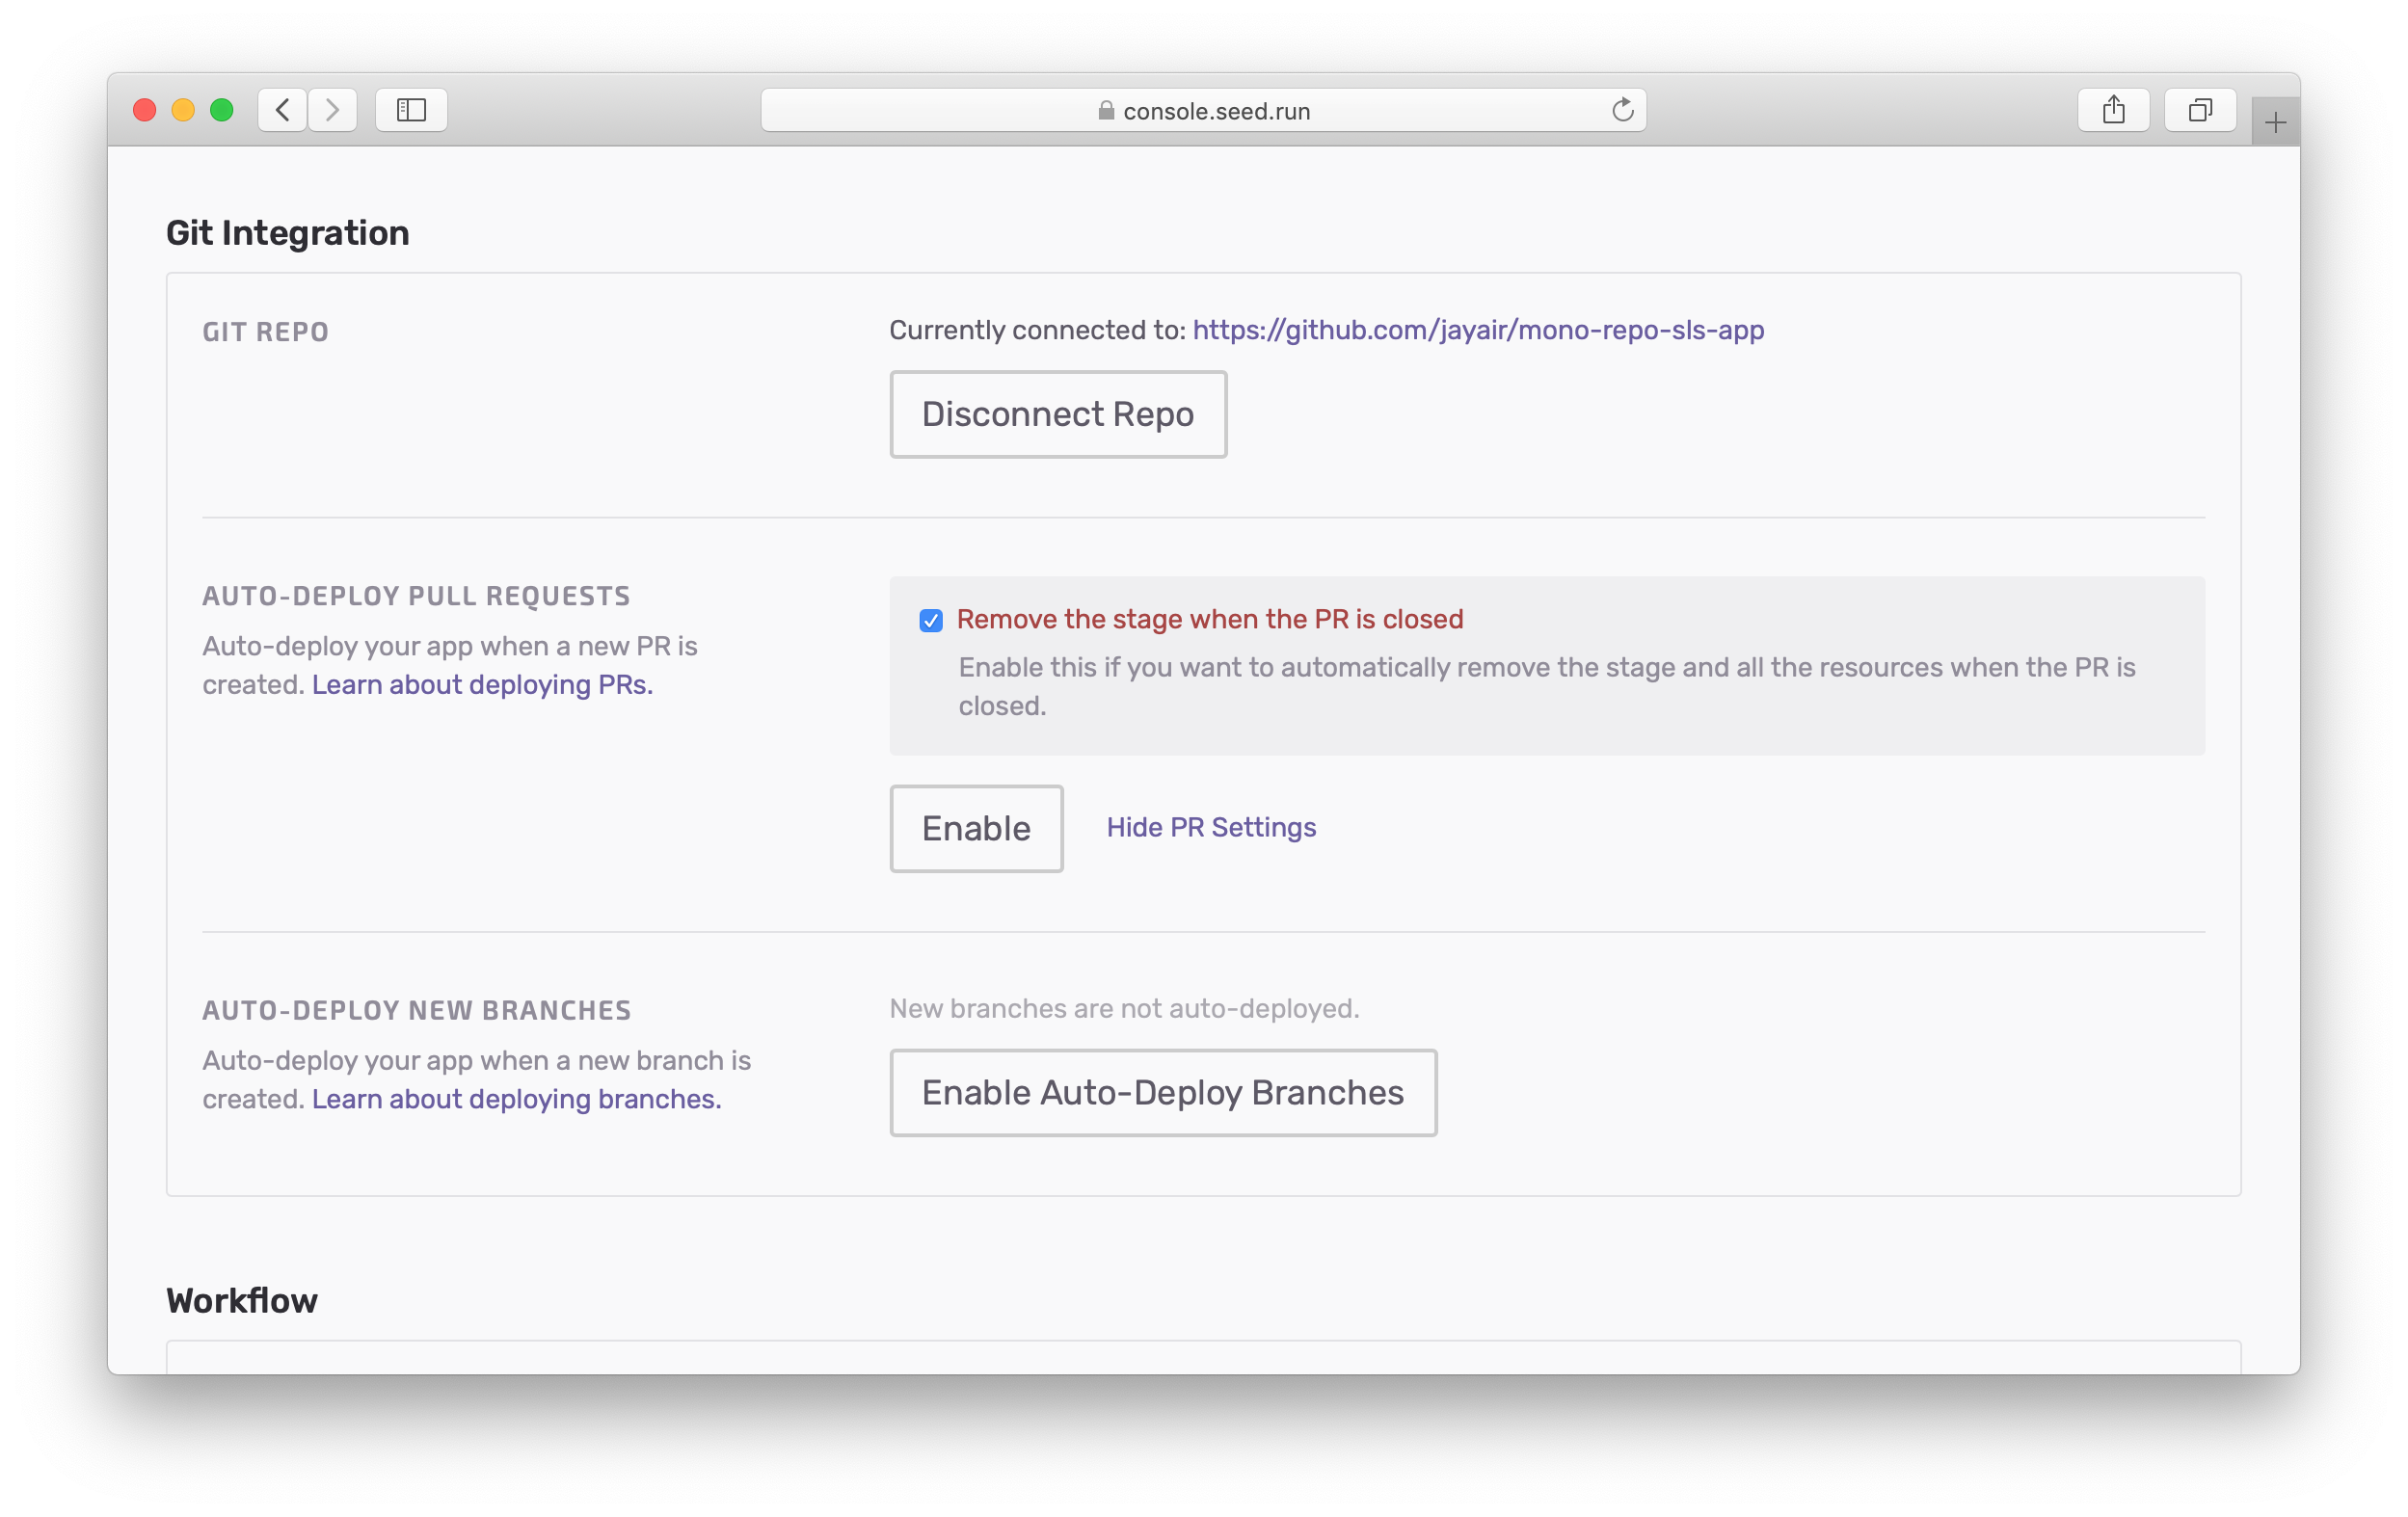 console.seed.run
Git Integration
GIT REPO
Currently connected to: https://github.com/jayair/mono-repo-sls-app
Disconnect Repo
AUTO-DEPLOY PULL REQUESTS
Auto-deploy your app when a new PR is
created. Learn about deploying PRs.
Remove the stage when the PR is closed
Enable this if you want to automatically remove the stage and all the resources when the PR is
closed.
Enable
Hide PR Settings
AUTO-DEPLOY NEW BRANCHES
Auto-deploy your app when a new branch is
created. Learn about deploying branches.
New branches are not auto-deployed.
Enable Auto-Deploy Branches
Workflow